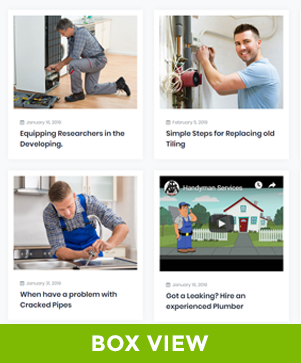 January 16, 2019
Equipping Researchers in the
Developing.
February 5, 2019
Simple Steps for Replacing old
Tiling
January 31, 2019
When have a problem with
Cracked Pipes
Handyman Services
January 16, 2019
Got a Leaking? Hire an
experienced Plumber
BOX VIEW